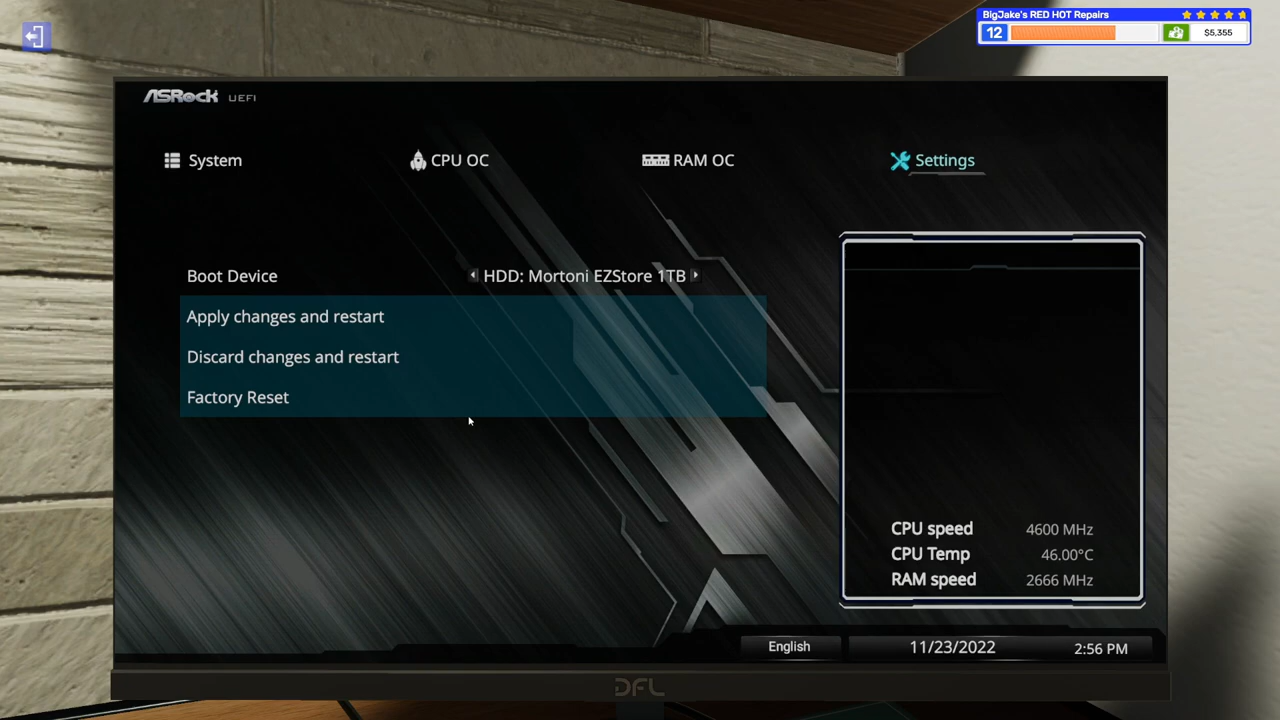 BigJake's RED HOT Repairs
12
$5,355
ASRock UEFI
System
CPU OC
RAM OC
Settings
Boot Device
HDD: Mortoni EZStore 1TB
Apply changes and restart
Discard changes and restart
Factory Reset
CPU speed 4600 MHz
CPU Temp 46.00°C
RAM speed 2666 MHz
English
11/23/2022
2:56 PM
DFL